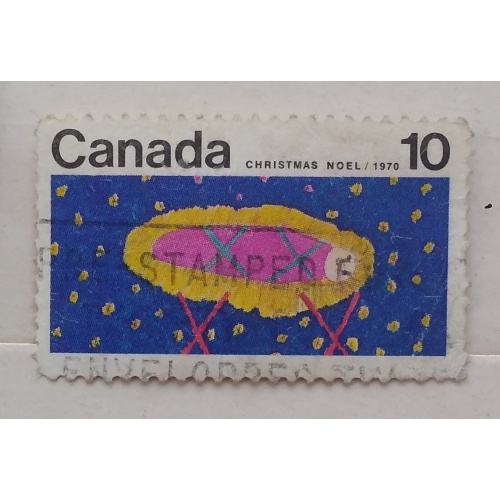 Canada CHRISTMAS NOEL/1970 10
STAMPED
ENVELOPPES